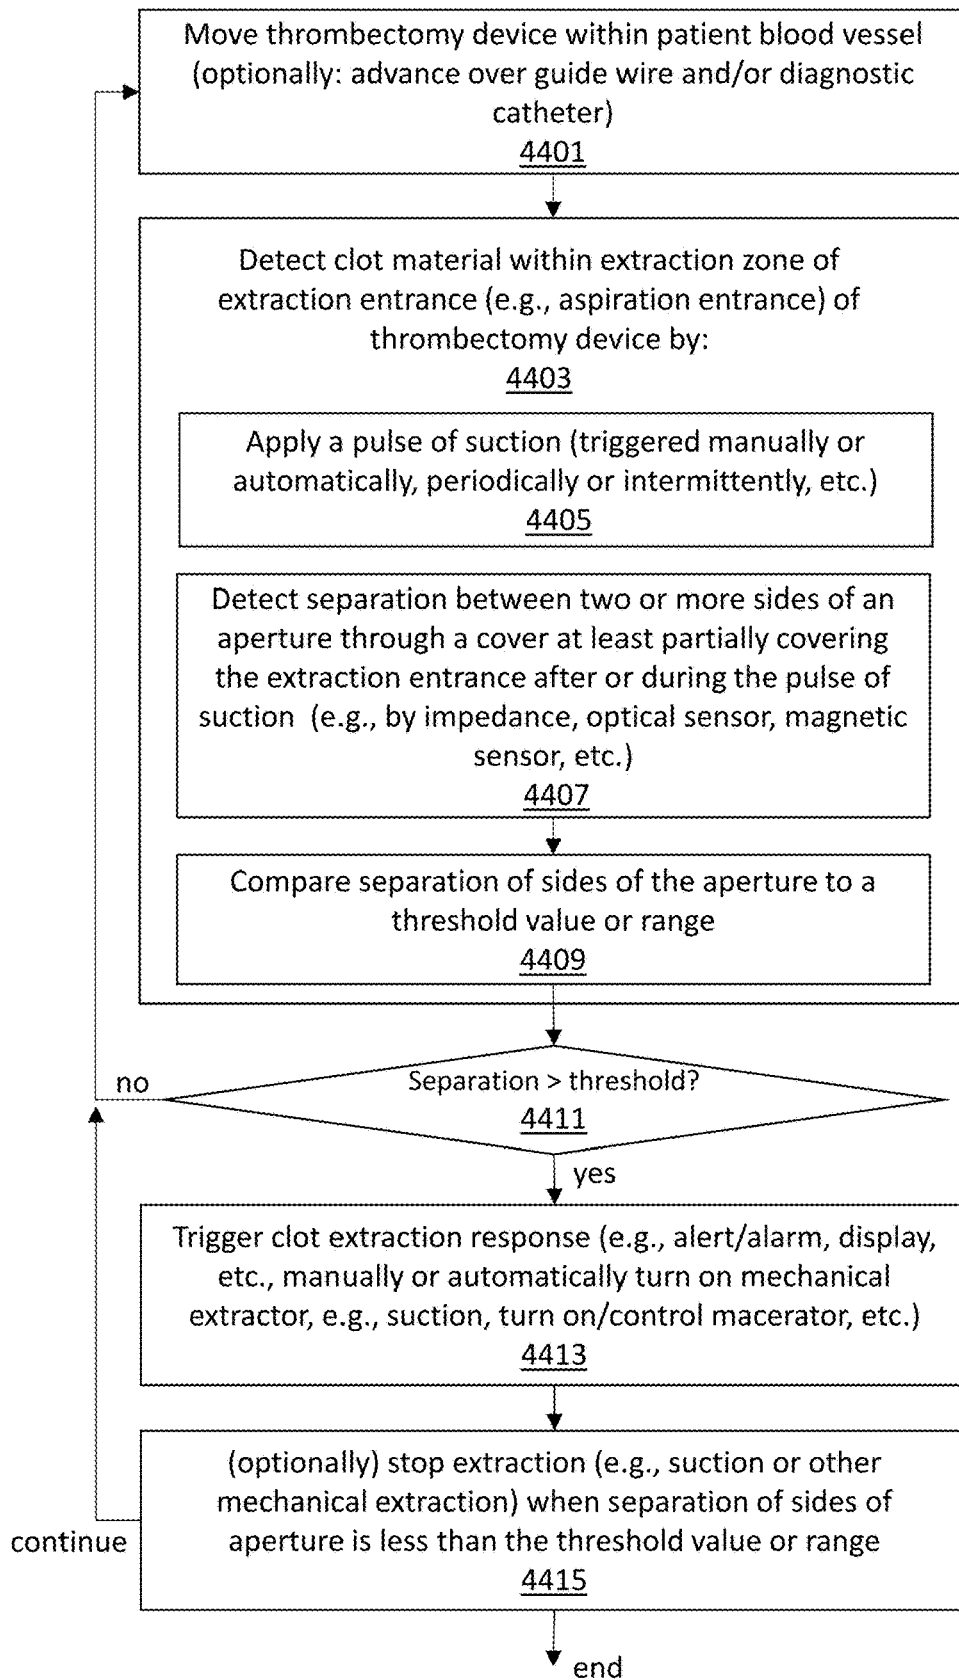 Move thrombectomy device within patient blood vessel
(optionally: advance over guide wire and/or diagnostic
catheter)
4401
Detect clot material within extraction zone of
extraction entrance (e.g., aspiration entrance) of
thrombectomy device by:
4403
Apply a pulse of suction (triggered manually or
automatically, periodically or intermittently, etc.)
4405
Detect separation between two or more sides of an
aperture through a cover at least partially covering
the extraction entrance after or during the pulse of
suction (e.g., by impedance, optical sensor, magnetic
sensor, etc.)
4407
Compare separation of sides of the aperture to a
threshold value or range
4409
Separation > threshold?
4411
no
yes
Trigger clot extraction response (e.g., alert/alarm, display,
etc., manually or automatically turn on mechanical
extractor, e.g., suction, turn on/control macerator, etc.)
4413
(optionally) stop extraction (e.g., suction or other
mechanical extraction) when separation of sides of
aperture is less than the threshold value or range
4415
continue
end